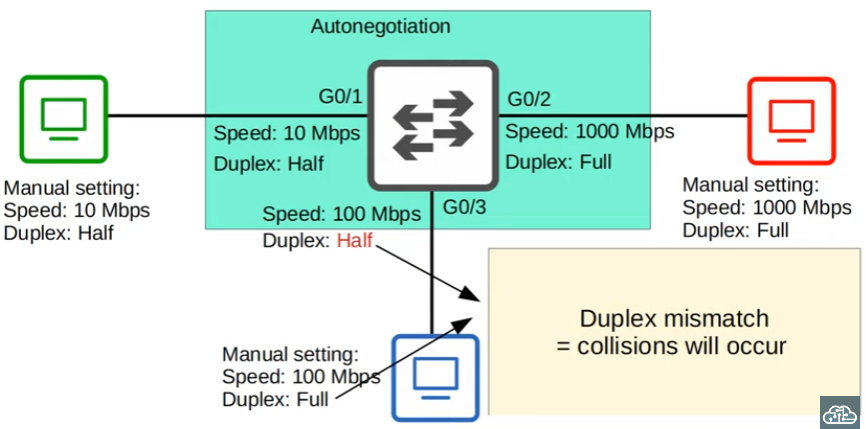 Autonegotiation
G0/1
G0/2
Speed: 10 Mbps
Duplex: Half
Speed: 1000 Mbps
Duplex: Full
Manual setting:
Speed: 10 Mbps
Duplex: Half
Manual setting:
Speed: 1000 Mbps
Duplex: Full
Speed: 100 Mbps
Duplex: Half
G0/3
Duplex mismatch
= collisions will occur
Manual setting:
Speed: 100 Mbps
Duplex: Full